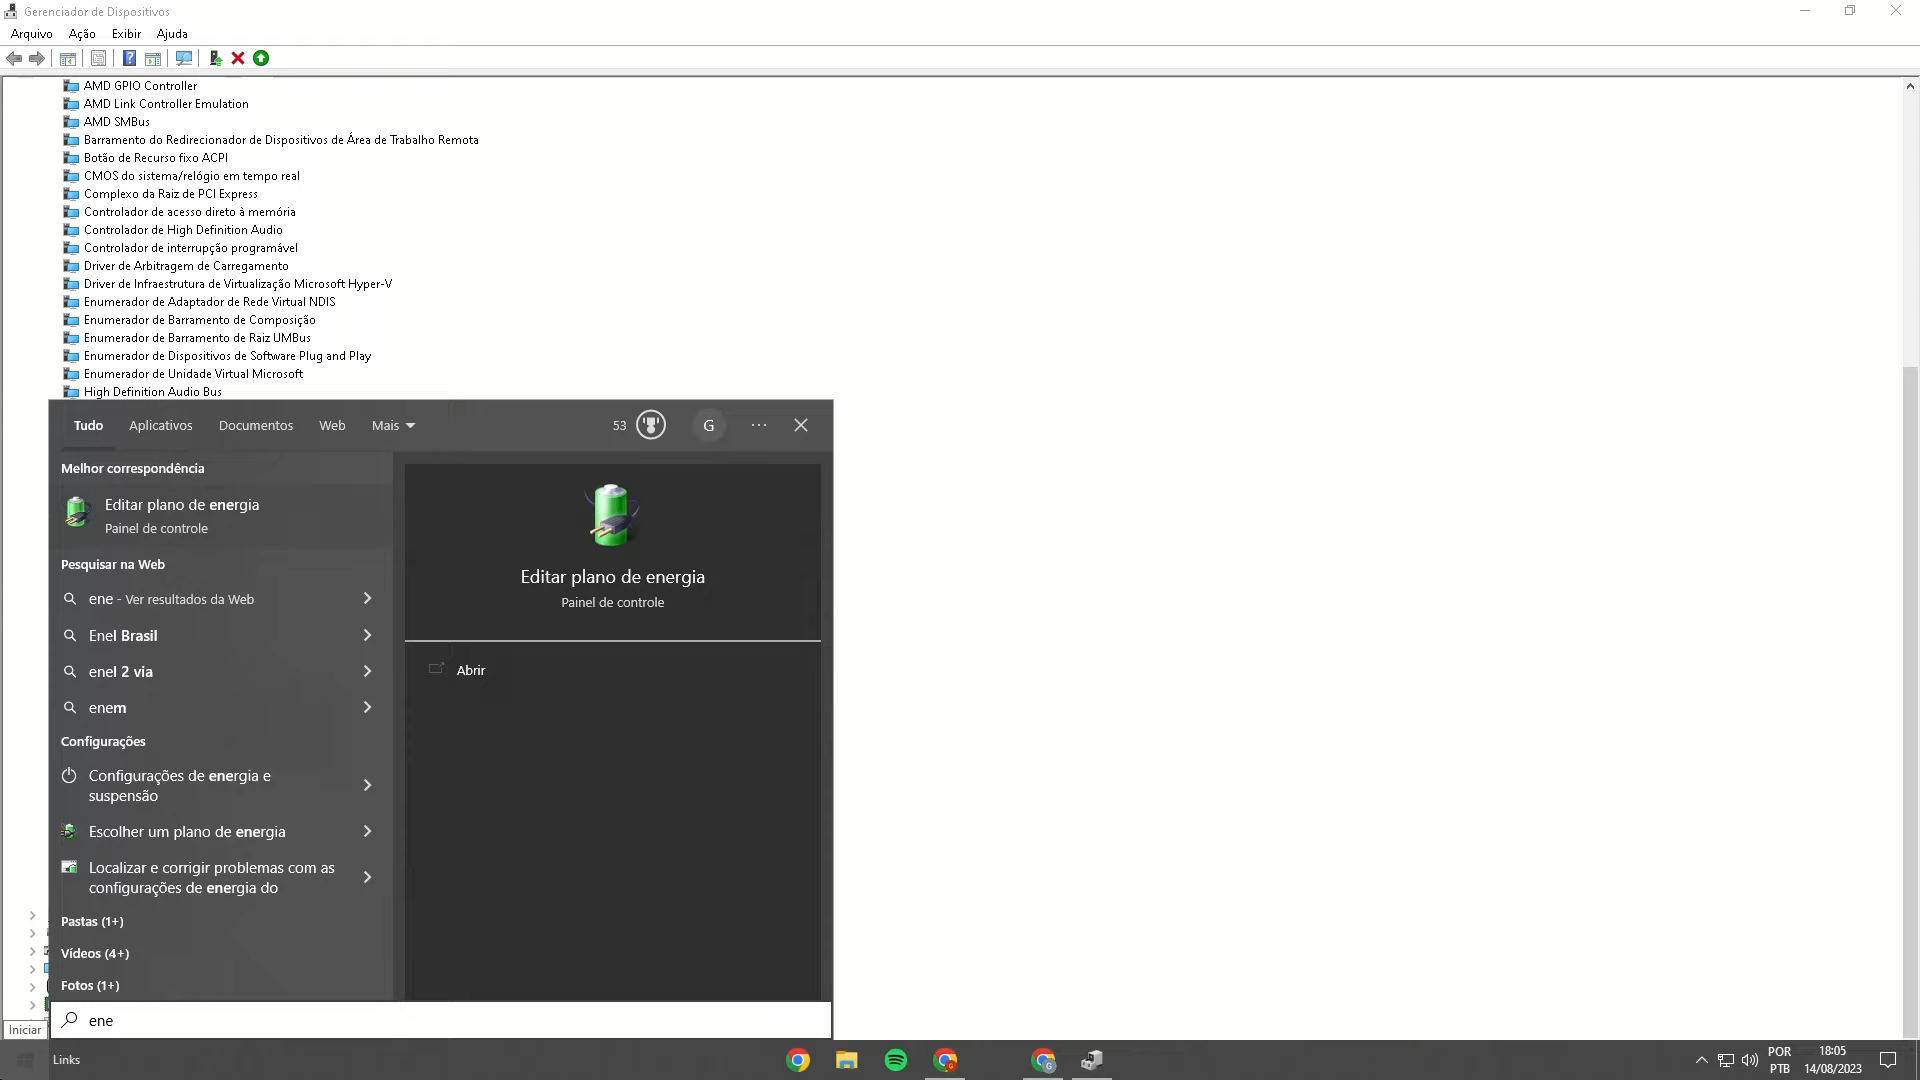 Gerenciador de Dispositivos
Arquivo Ação Exibir Ajuda
AMD GPIO Controller
AMD Link Controller Emulation
AMD SMBus
Barramento do Redirecionador de Dispositivos de Área de Trabalho Remota
Botão de Recurso fixo ACPI
CMOS do sistema/relógio em tempo real
Complexo da Raiz de PCI Express
Controlador de acesso direto à memória
Controlador de High Definition Audio
Controlador de interrupção programável
Driver de Arbitragem de Carregamento
Driver de Infraestrutura de Virtualização Microsoft Hyper-V
Enumerador de Adaptador de Rede Virtual NDIS
Enumerador de Barramento de Composição
Enumerador de Barramento de Raiz UMBus
Enumerador de Dispositivos de Software Plug and Play
Enumerador de Unidade Virtual Microsoft
High Definition Audio Bus
Tudo Aplicativos Documentos Web Mais 53 G
Melhor correspondência
Editar plano de energia
Painel de controle
Pesquisar na Web
ene - Ver resultados da Web
Enel Brasil
enel 2 via
enem
Configurações
Configurações de energia e
suspensão
Escolher um plano de energia
Localizar e corrigir problemas com as
configurações de energia do
Pastas (1+)
Vídeos (4+)
Fotos (1+)
Editar plano de energia
Painel de controle
Abrir
ene
Iniciar
Links
POR
PTB
18:05
14/08/2023